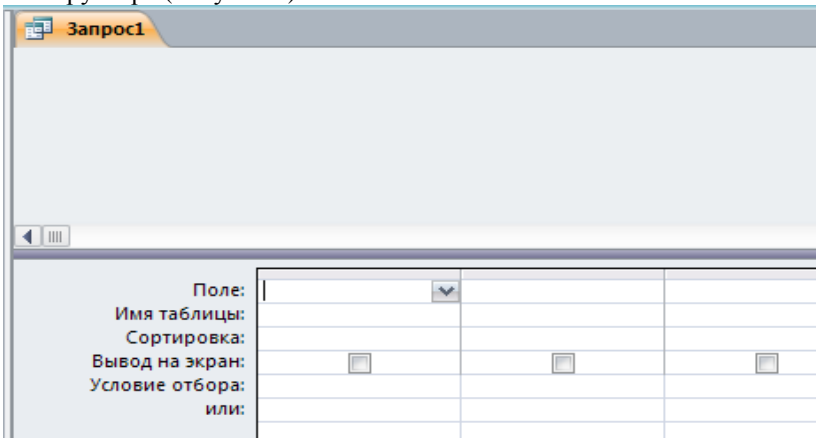 Запрос1
Поле:
Имя таблицы:
Сортировка:
Вывод на экран:
Условие отбора:
или: